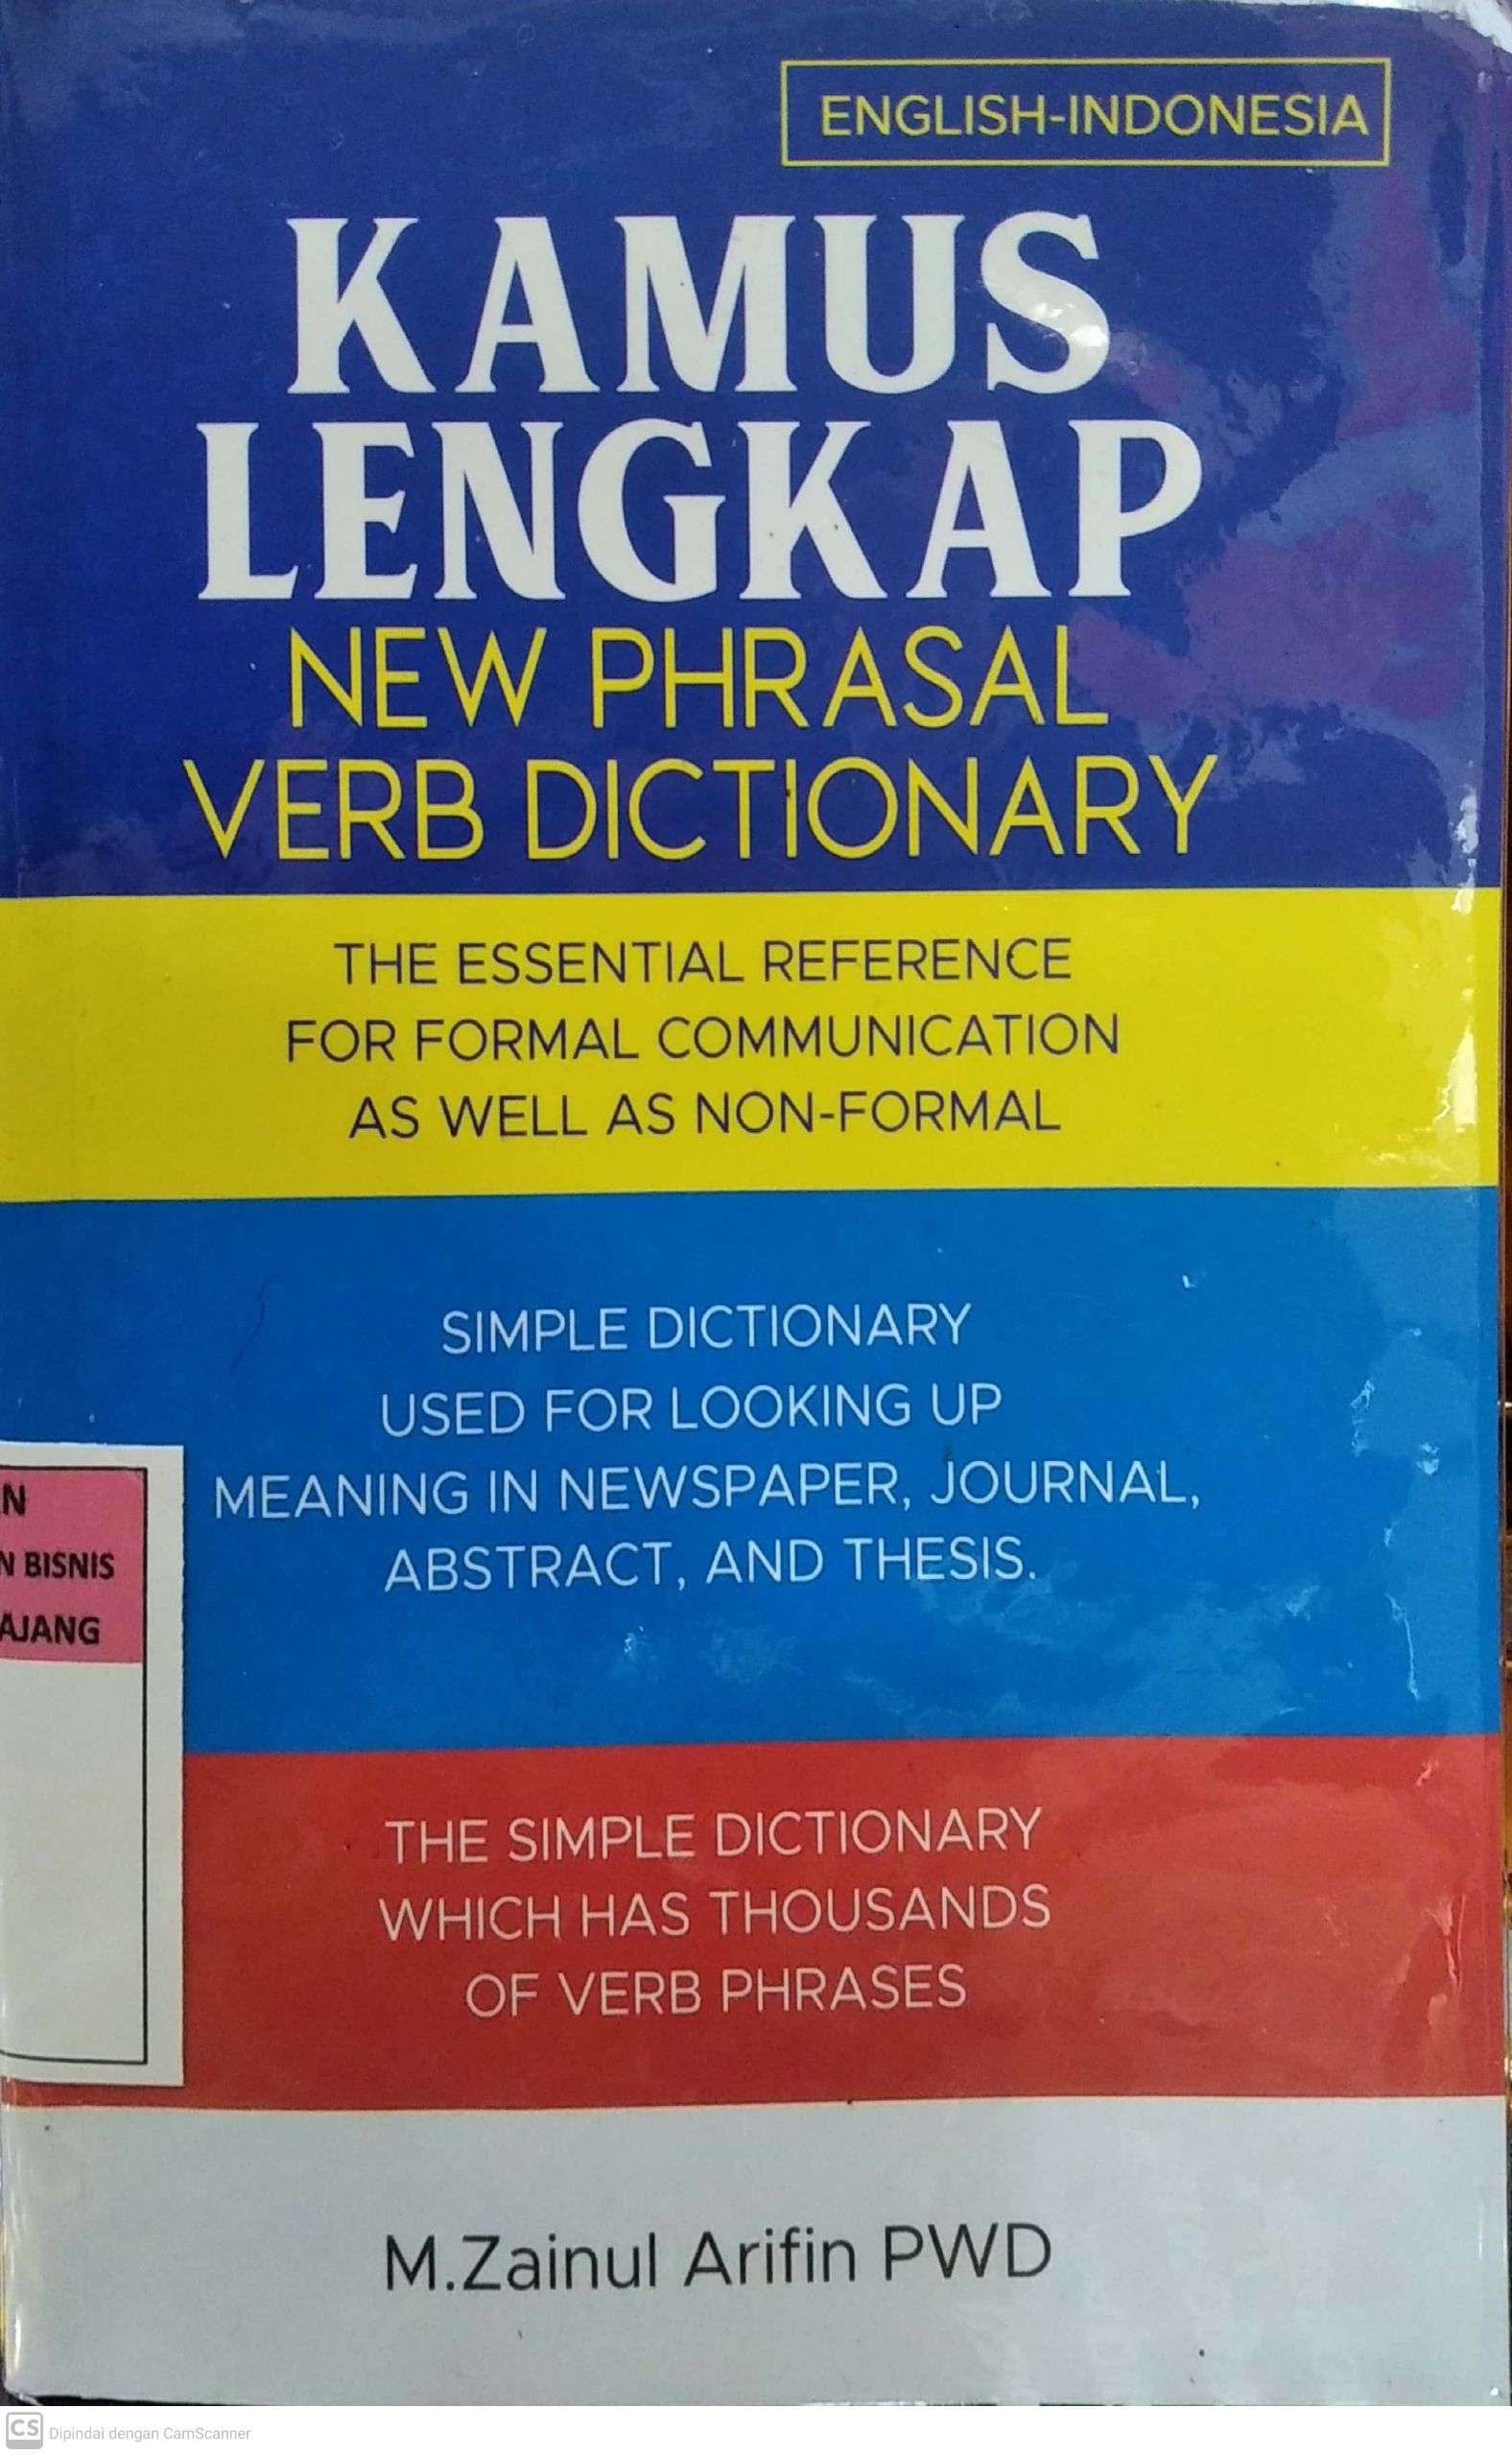 ENGLISH-INDONESIA
KAMUS
LENGKAP
NEW PHRASAL
VERB DICTIONARY
THE ESSENTIAL REFERENCE
FOR FORMAL COMMUNICATION
AS WELL AS NON-FORMAL
SIMPLE DICTIONARY
USED FOR LOOKING UP
MEANING IN NEWSPAPER, JOURNAL,
ABSTRACT, AND THESIS.
N
N BISNIS
AJANG
THE SIMPLE DICTIONARY
WHICH HAS THOUSANDS
OF VERB PHRASES
M.Zainul Arifin PWD
CS Dipindai dengan CamScanner